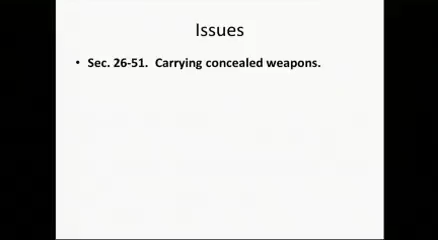 Issues
• Sec. 26-51. Carrying concealed weapons.